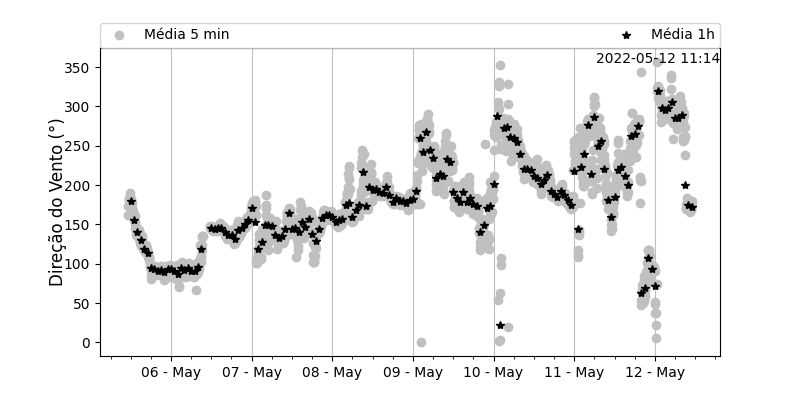 Média 5 min
Média 1h
2022-05-12 11:14
Direção do Vento (°)
350
300
250
200
150
100
50
0
06 - May
07 - May
08 - May
09 - May
10 - May
11 - May
12 - May